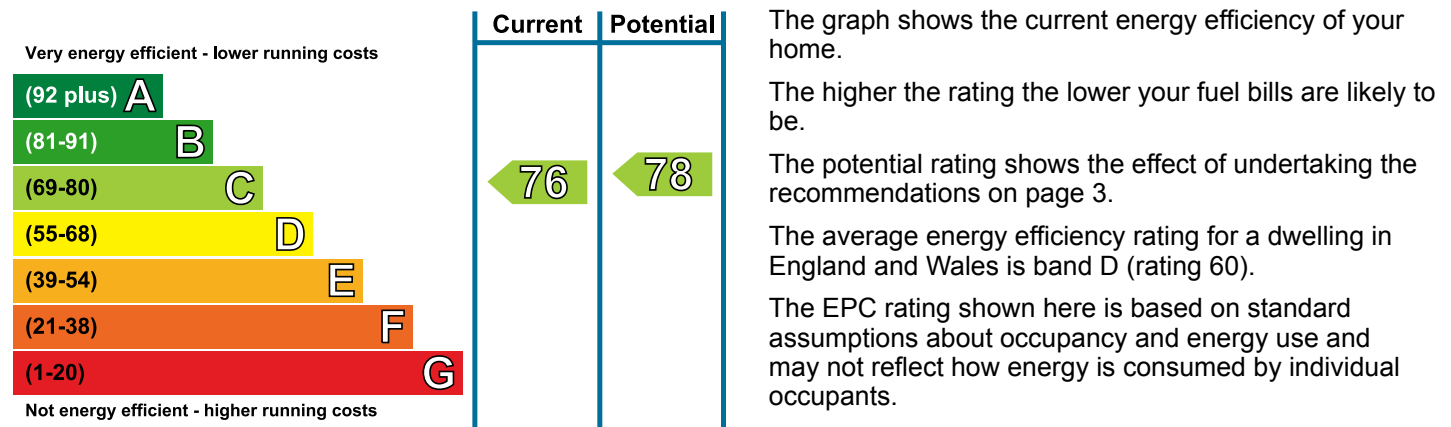 Current Potential
Very energy efficient - lower running costs
(92 plus) A
(81-91) B
(69-80) C
(55-68) D
(39-54) E
(21-38) F
(1-20) G
Not energy efficient - higher running costs
76 78
The graph shows the current energy efficiency of your
home.
The higher the rating the lower your fuel bills are likely to
be.
The potential rating shows the effect of undertaking the
recommendations on page 3.
The average energy efficiency rating for a dwelling in
England and Wales is band D (rating 60).
The EPC rating shown here is based on standard
assumptions about occupancy and energy use and
may not reflect how energy is consumed by individual
occupants.